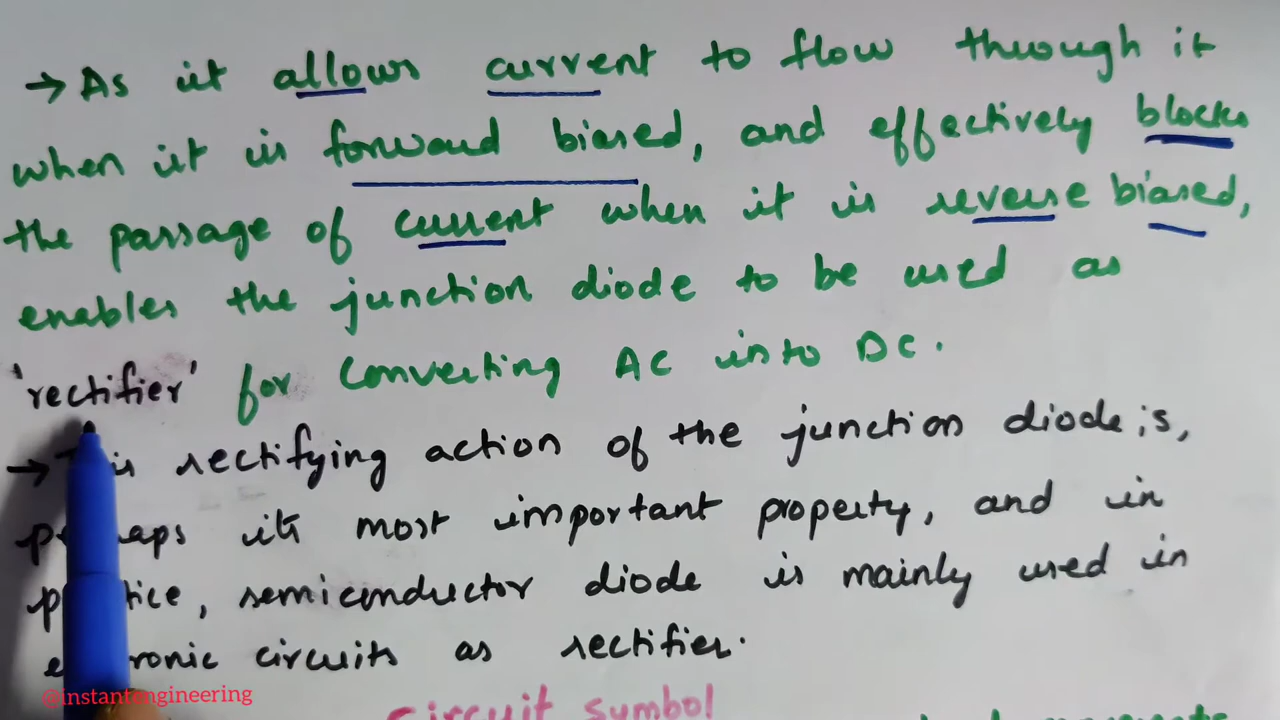 → As it allows current to flow through it
when it is forward biased, and effectively blocks
the passage of current when it is reverse biased,
enables the junction diode to be used as
'rectifier' for converting AC into DC.
→ rectifying action of the junction diode is,
its most important property, and in
, semiconductor diode is mainly used in
circuits as rectifier.
@instantengineering
circuit symbol